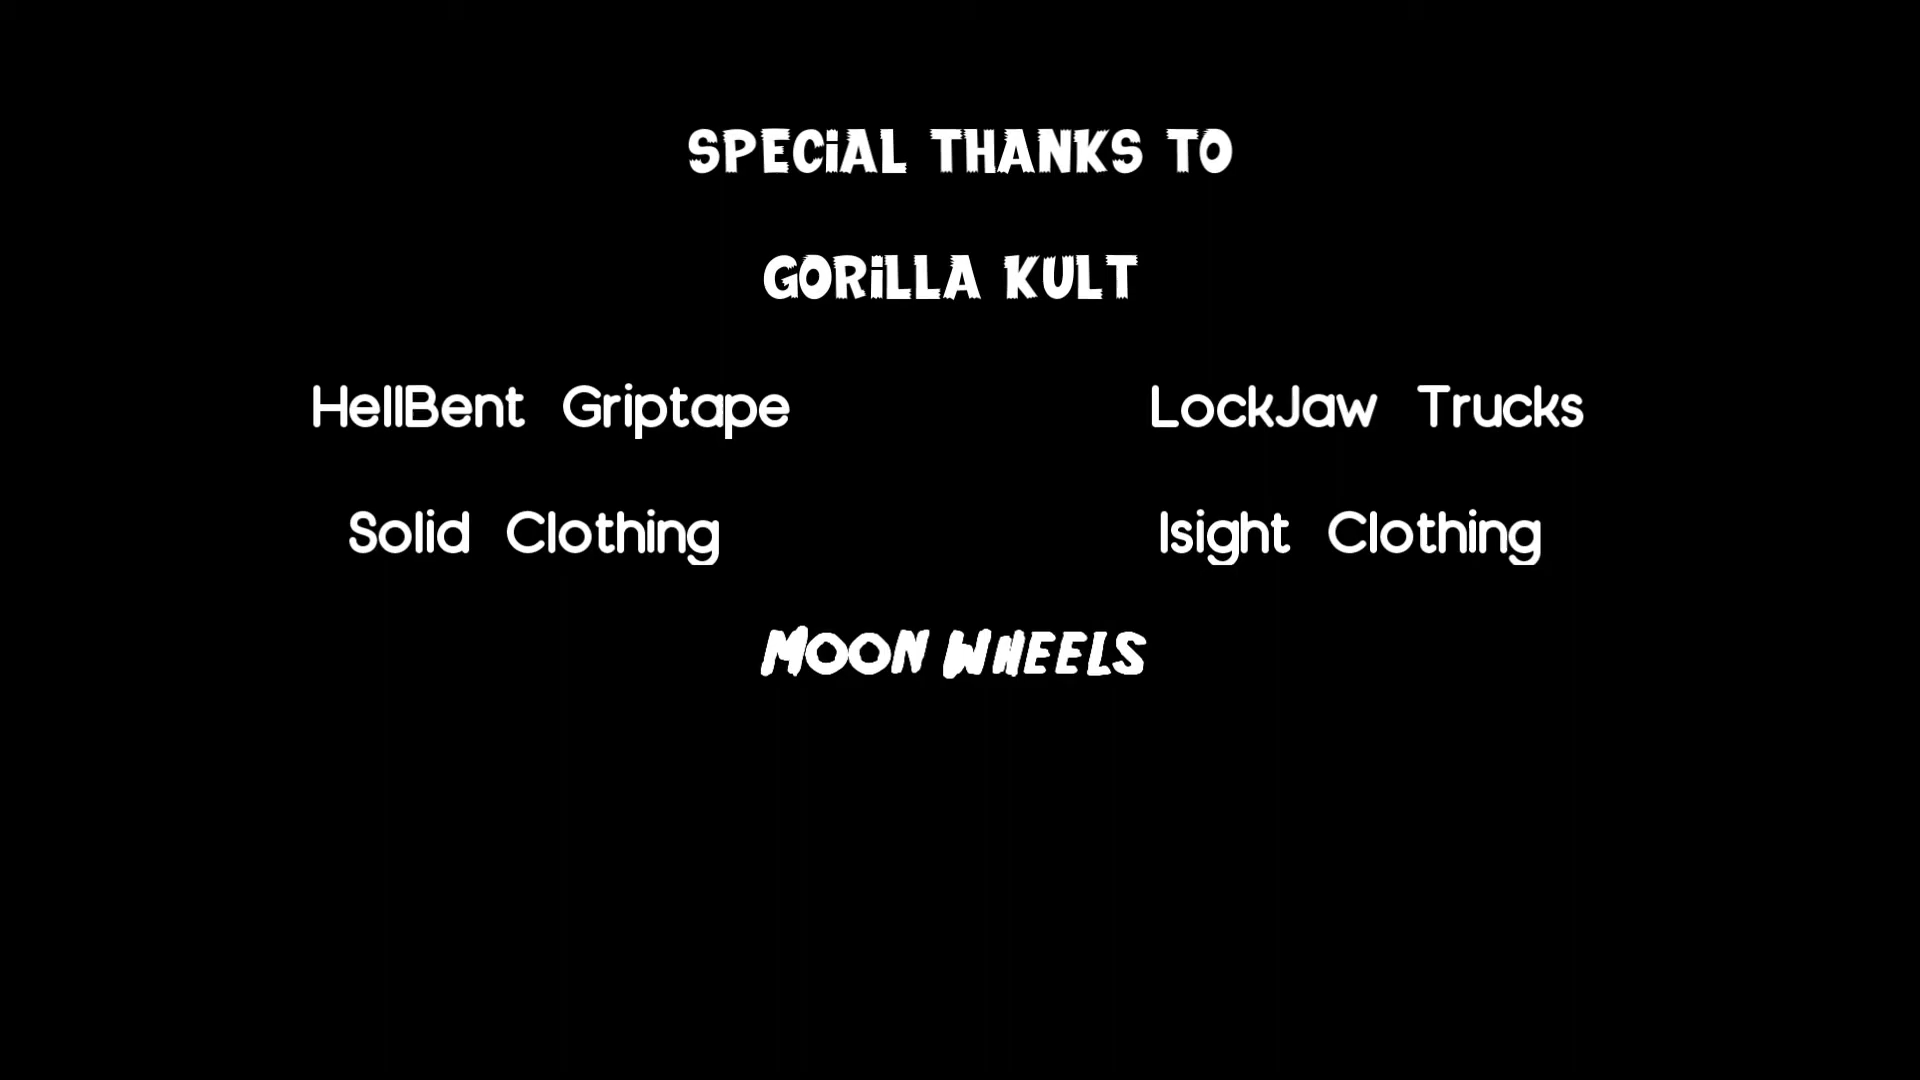 SPECiAL THANKS TO
GORiLLA KULT
HellBent Griptape LockJaw Trucks
Solid Clothing Isight Clothing
MOON WHEELS